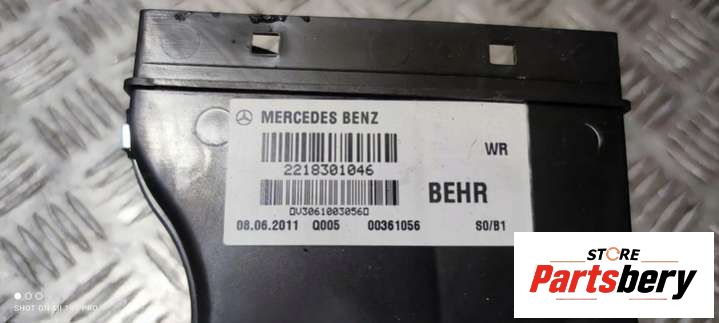 MERCEDES BENZ
WR
2218301046
BEHR
QV30610030560
08.06.2011 Q005 00361056 S0/B1
STORE
Partsbery
SHOT ON MI 10T PRO